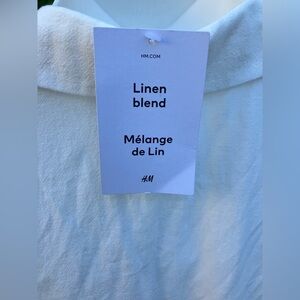 HM.COM
Linen
blend
Mélange
de Lin
H&M